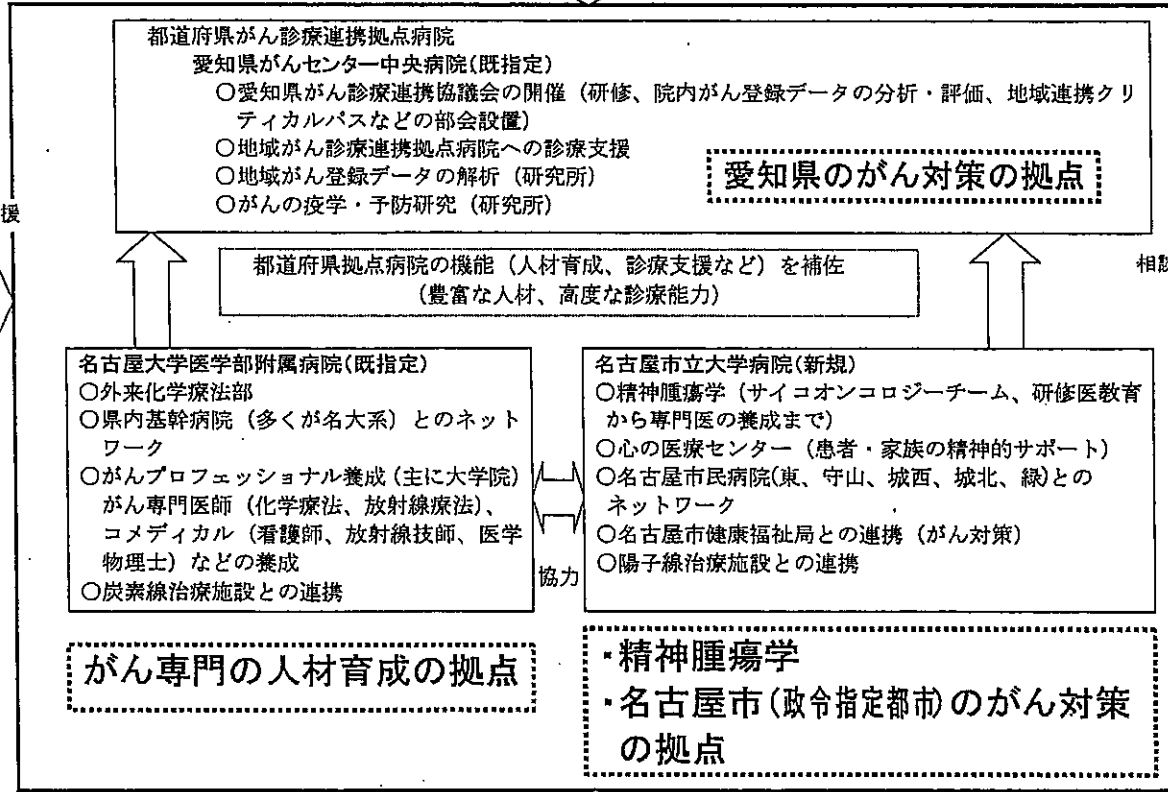 都道府県がん診療連携拠点病院
愛知県がんセンター中央病院(既指定)
○愛知県がん診療連携協議会の開催（研修、院内がん登録データの分析・評価、地域連携クリ
ティカルパスなどの部会設置）
○地域がん診療連携拠点病院への診療支援
○地域がん登録データの解析（研究所）
○がんの疫学・予防研究（研究所）
愛知県のがん対策の拠点
援
相談
都道府県拠点病院の機能（人材育成、診療支援など）を補佐
（豊富な人材、高度な診療能力）
名古屋大学医学部附属病院(既指定)
○外来化学療法部
○県内基幹病院（多くが名大系）とのネット
ワーク
○がんプロフェッショナル養成（主に大学院）
がん専門医師（化学療法、放射線療法）、
コメディカル（看護師、放射線技師、医学
物理士）などの養成
○炭素線治療施設との連携
協力
名古屋市立大学病院(新規)
○精神腫瘍学（サイコオンコロジーチーム、研修医教育
から専門医の養成まで）
○心の医療センター（患者・家族の精神的サポート）
○名古屋市民病院(東、守山、城西、城北、緑)との
ネットワーク
○名古屋市健康福祉局との連携（がん対策）
○陽子線治療施設との連携
がん専門の人材育成の拠点
・精神腫瘍学
・名古屋市(政令指定都市)のがん対策
の拠点